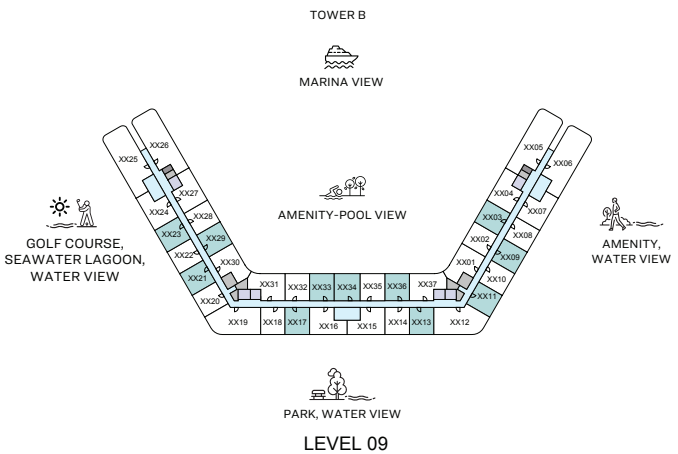 TOWER B
MARINA VIEW
XX26
XX25
XX27
XX24
XX28
XX23
XX29
XX22
XX30
XX21
XX20
XX05
XX06
XX04
XX07
XX03
XX08
XX02
XX09
XX01
XX10
XX11
AMENITY-POOL VIEW
GOLF COURSE,
SEAWATER LAGOON,
WATER VIEW
AMENITY,
WATER VIEW
XX31 XX32 XX33 XX34 XX35 XX36 XX37
XX19 XX18 XX17 XX16 XX15 XX14 XX13 XX12
PARK, WATER VIEW
LEVEL 09